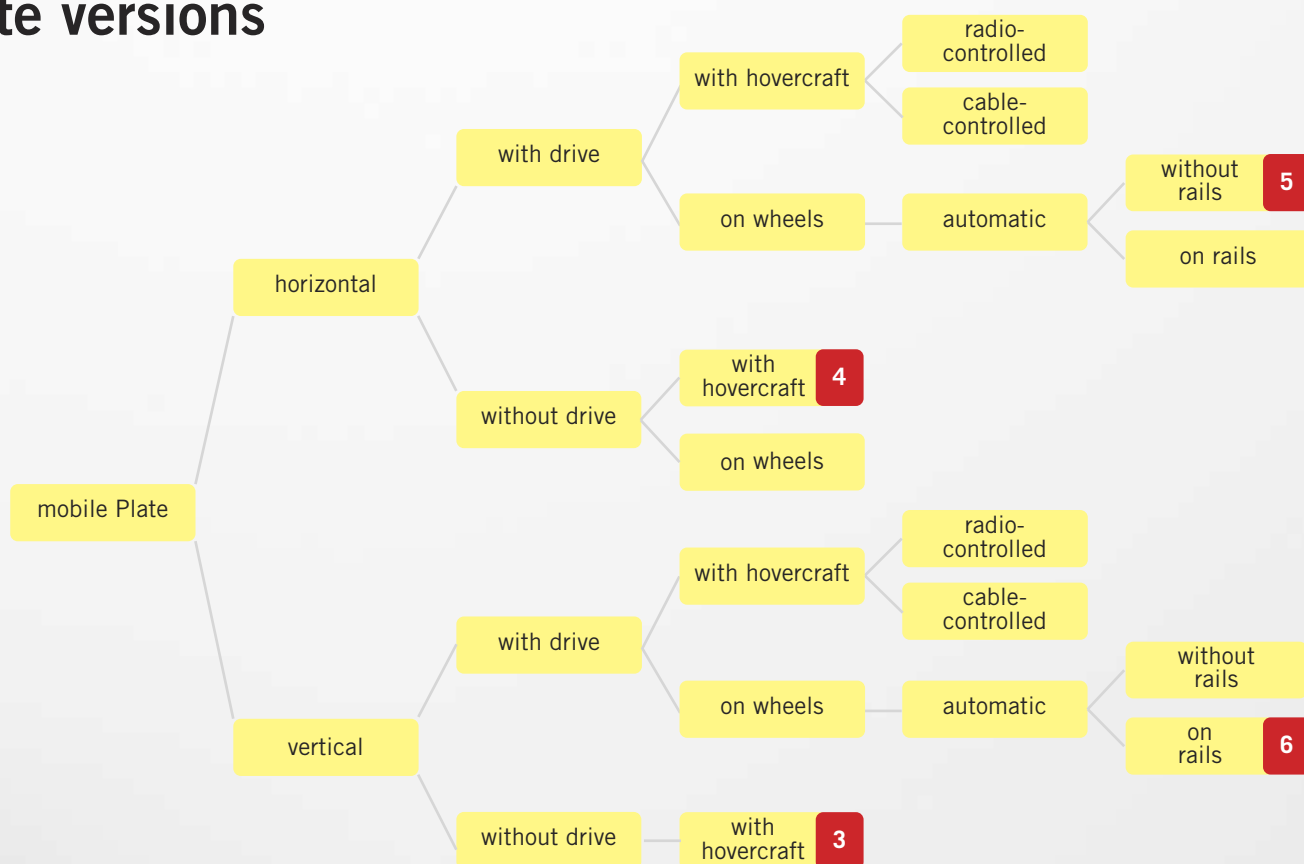 te versions
mobile Plate
horizontal
with drive
with hovercraft
radio-
controlled
cable-
controlled
on wheels
automatic
without
rails
5
on rails
without drive
with
hovercraft
4
on wheels
vertical
with drive
with hovercraft
radio-
controlled
cable-
controlled
on wheels
automatic
without
rails
on
rails
6
without drive
with
hovercraft
3